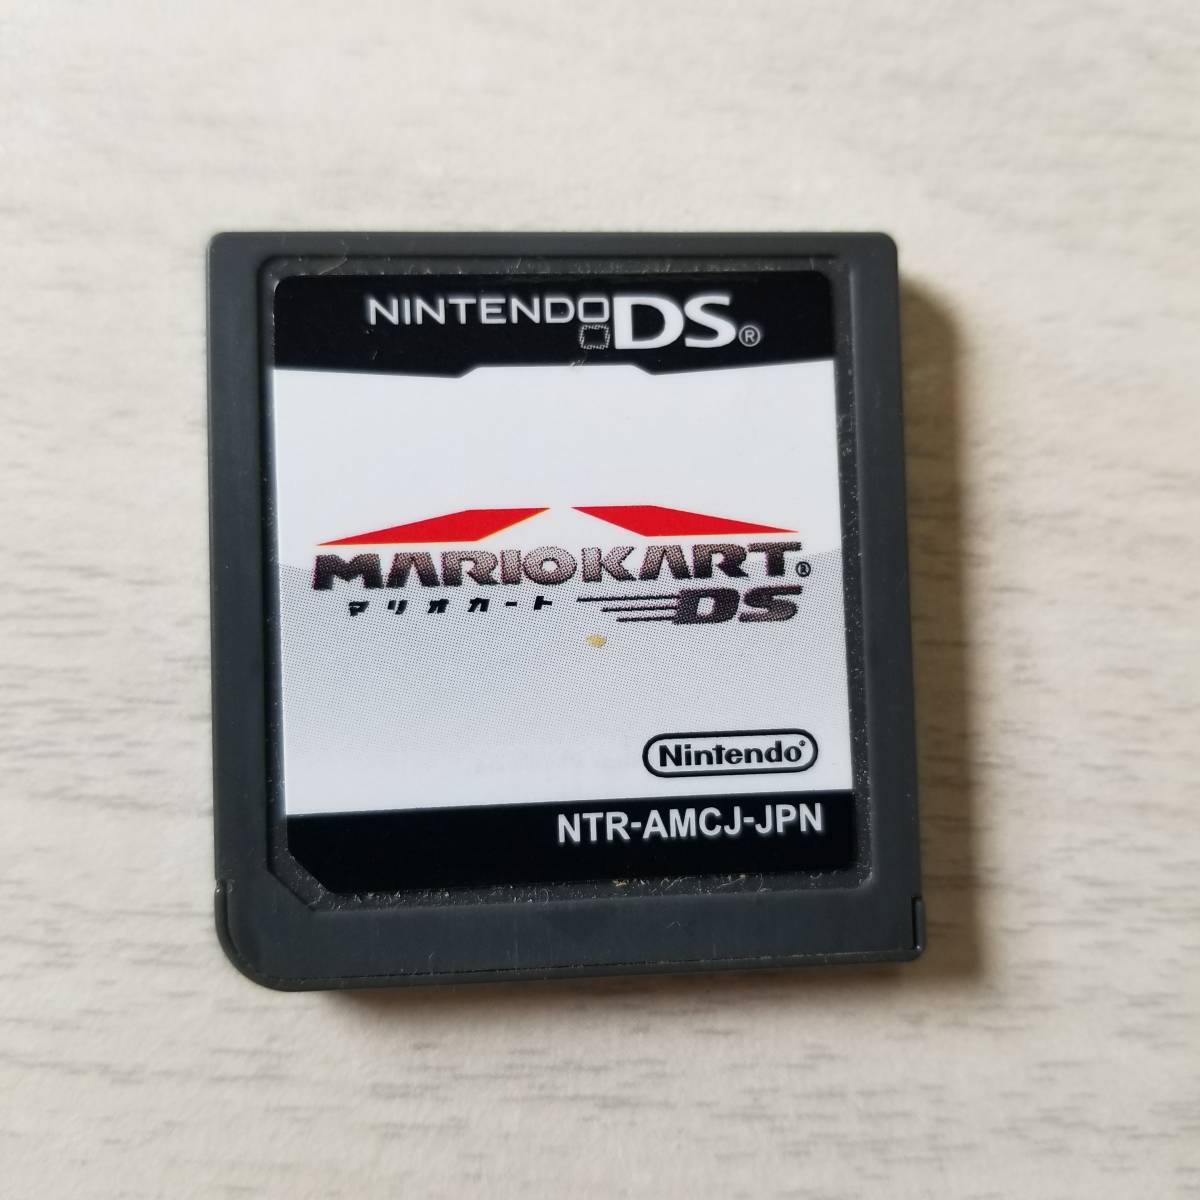 NINTENDO DS®
MARIOKART®
マリオカート DS
Nintendo®
NTR-AMCJ-JPN